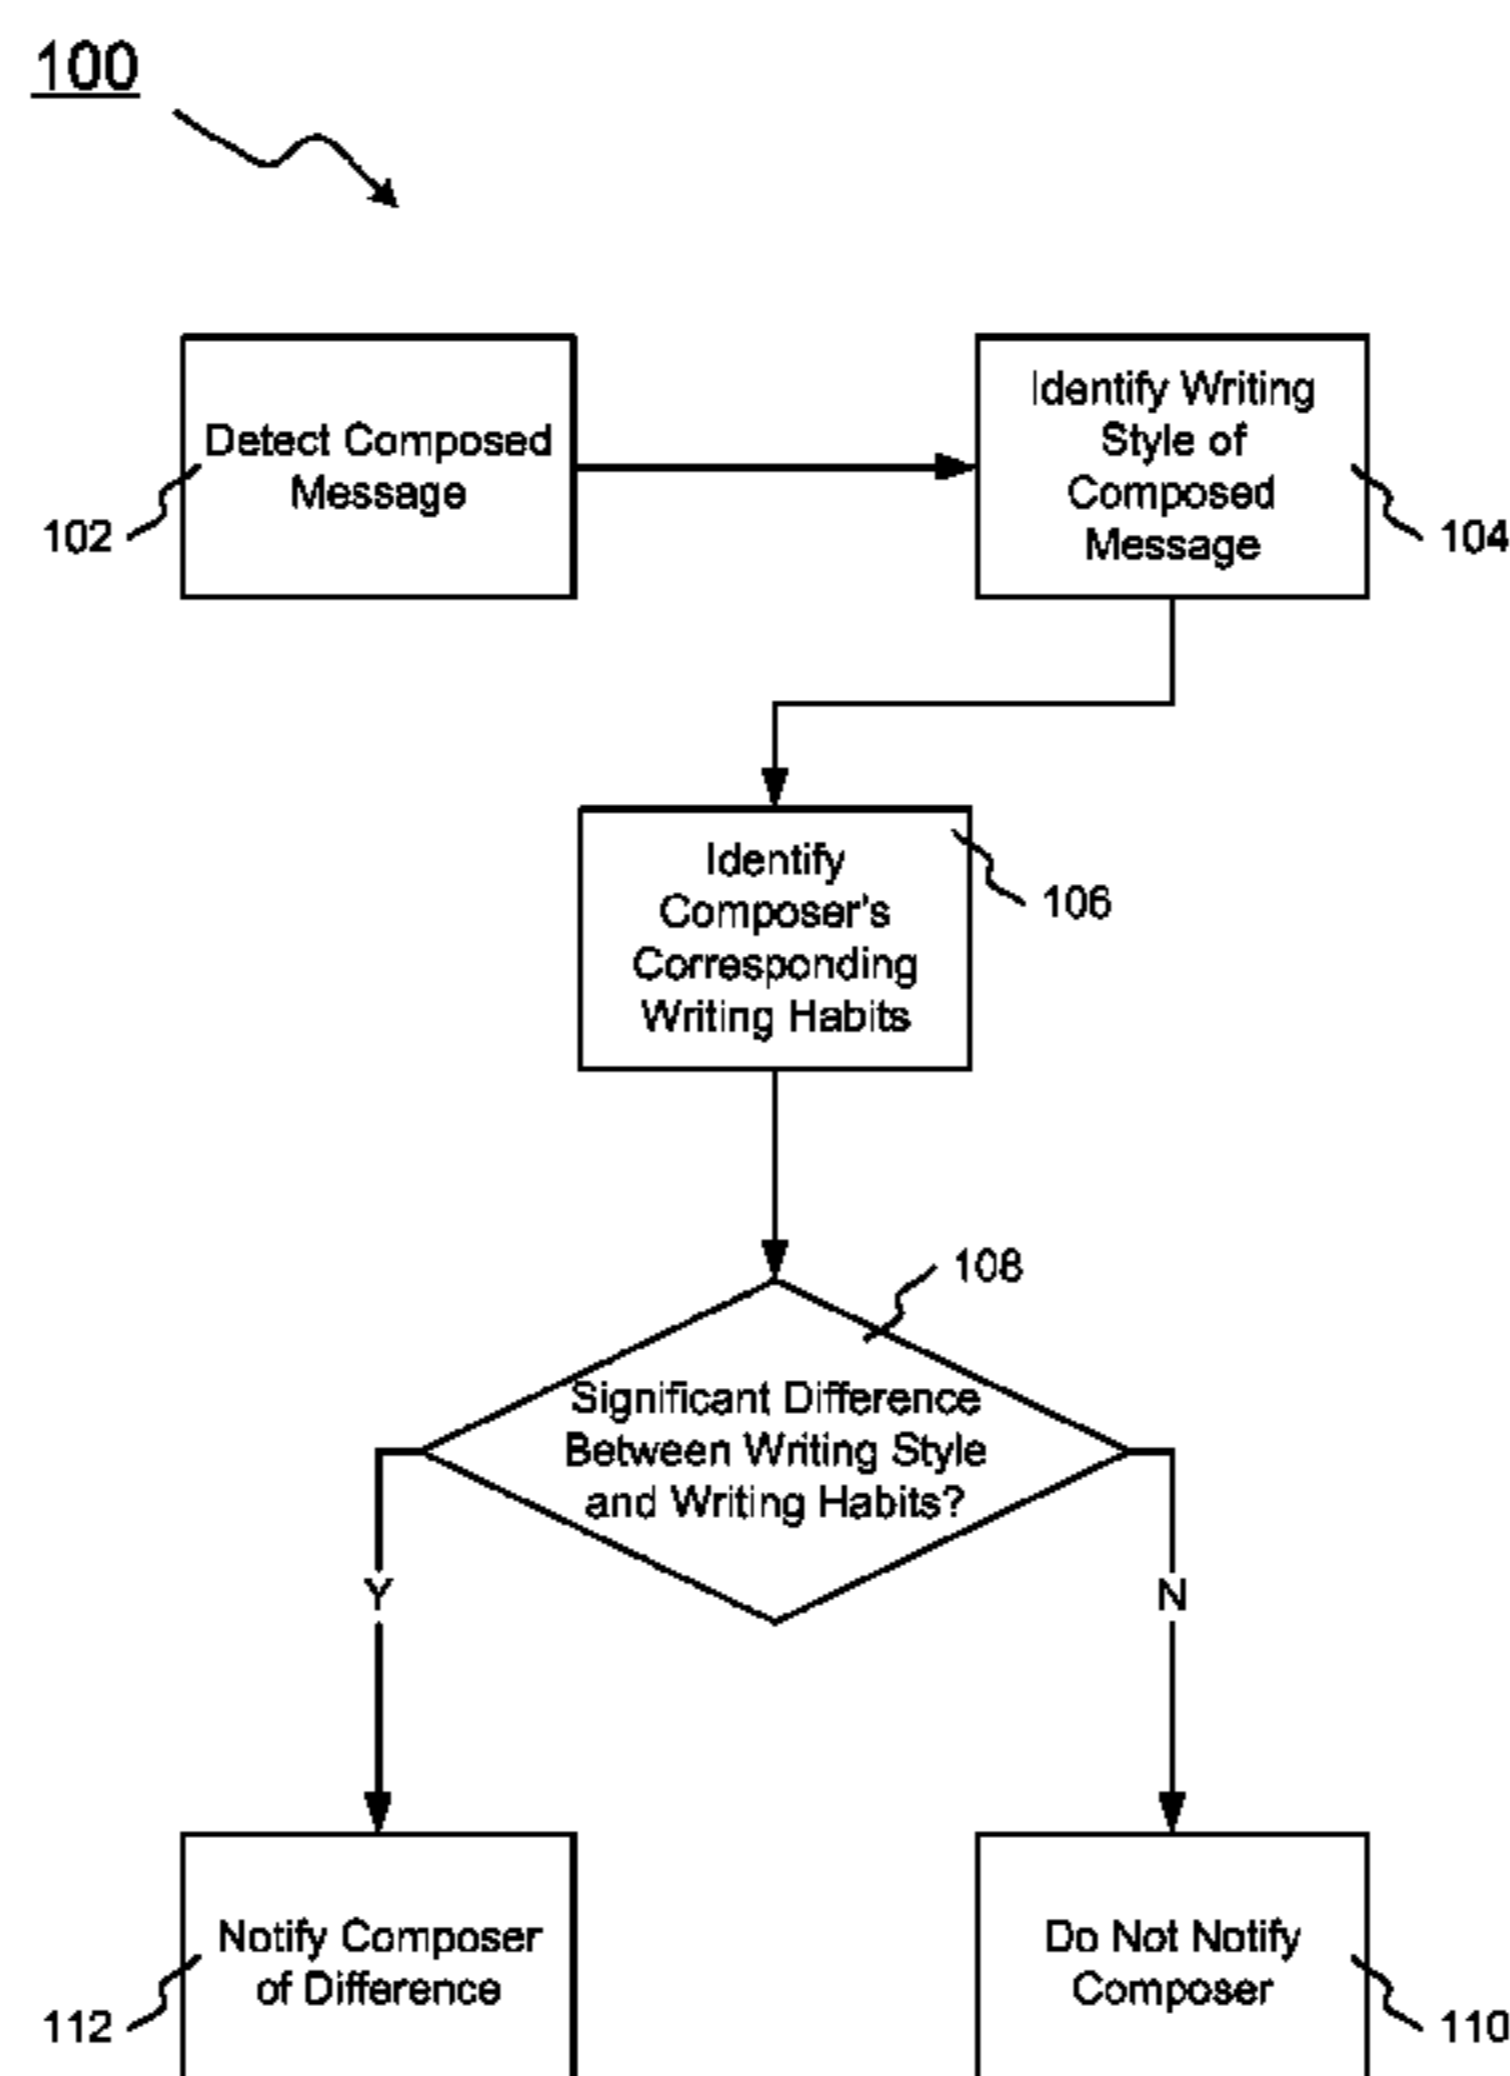 100
Detect Composed
Message
102
Identify Writing
Style of
Composed
Message
104
Identify
Composer's
Corresponding
Writing Habits
106
108
Significant Difference
Between Writing Style
and Writing Habits?
Y
N
Notify Composer
of Difference
112
Do Not Notify
Composer
110